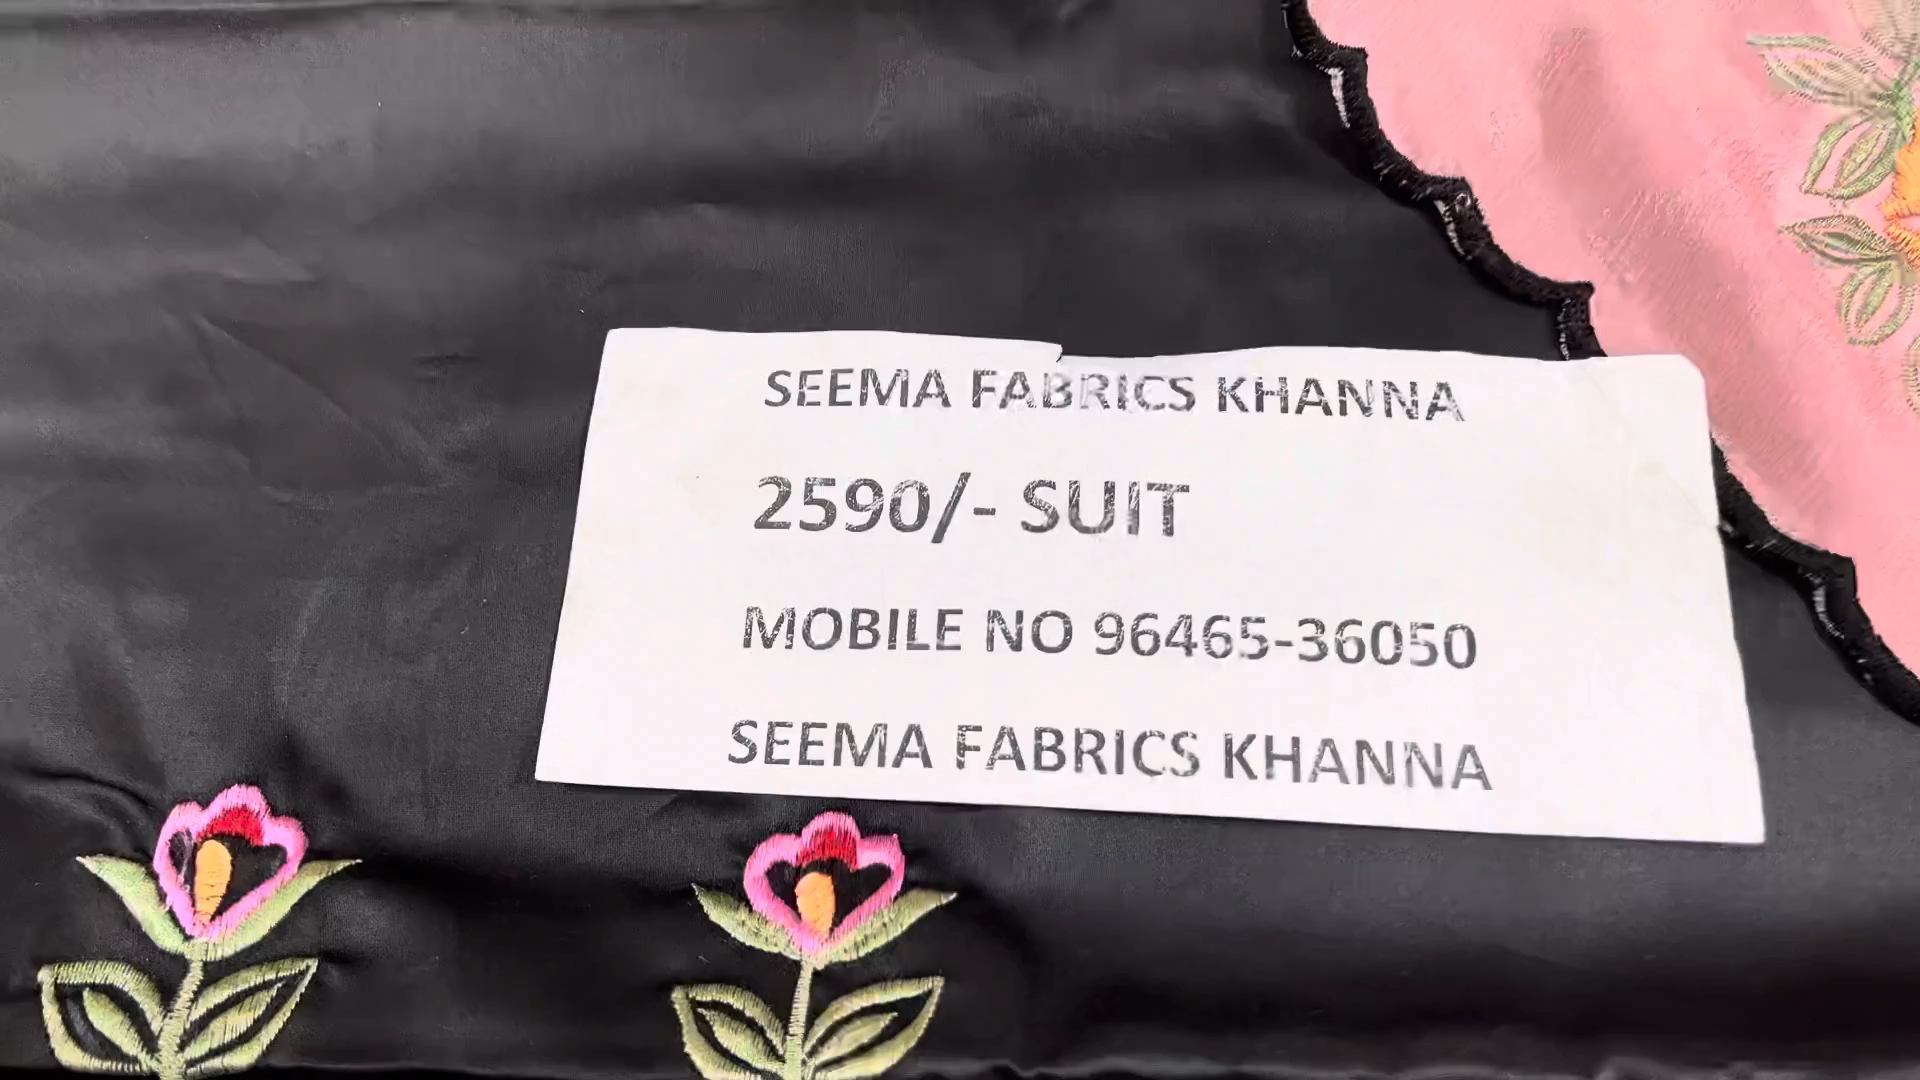 SEEMA FABRICS KHANNA
2590/- SUIT
MOBILE NO 96465-36050
SEEMA FABRICS KHANNA